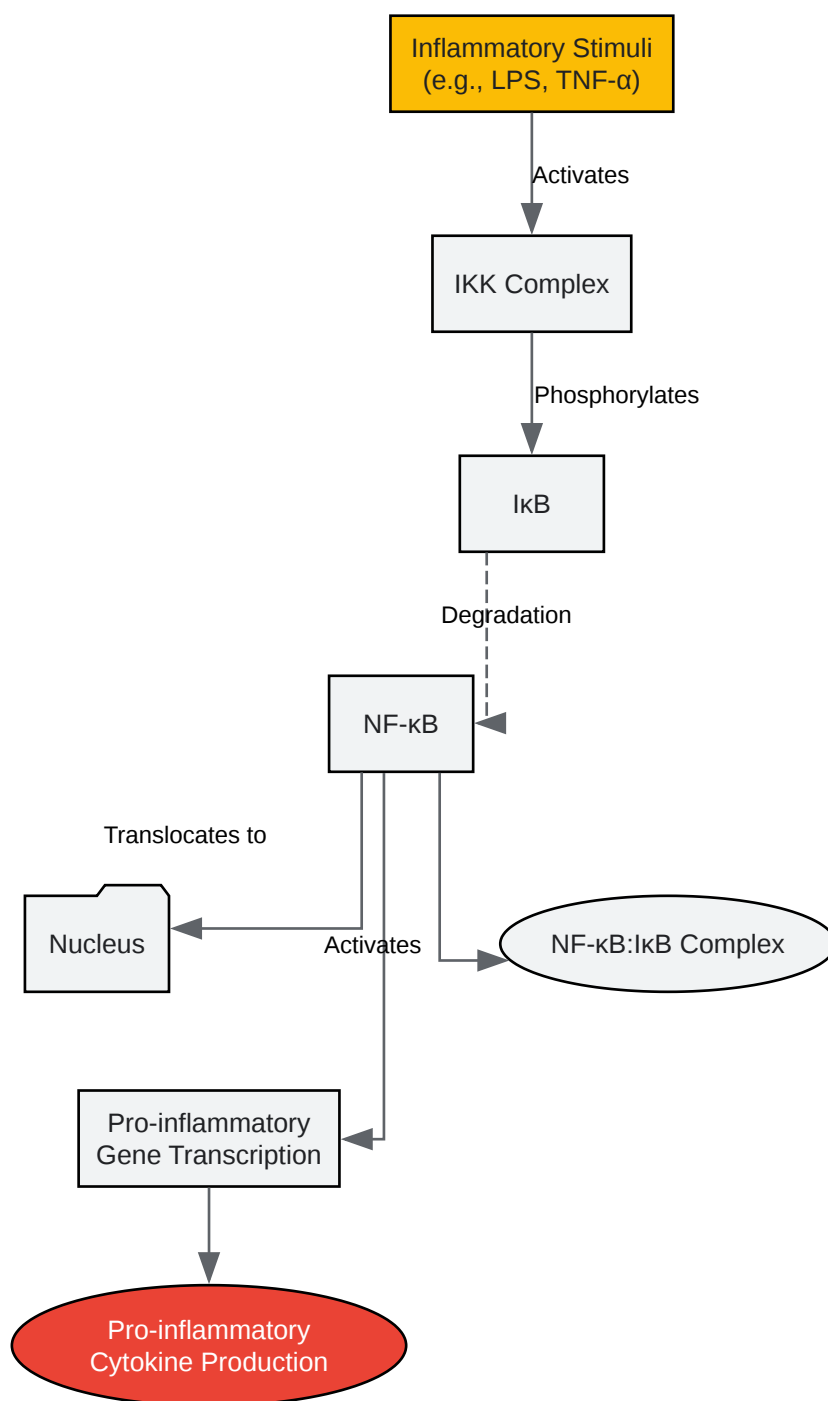 Inflammatory Stimuli
(e.g., LPS, TNF-α)
Activates
IKK Complex
Phosphorylates
IκB
Degradation
NF-κB
Translocates to
Nucleus
Activates
NF-κB:IκB Complex
Pro-inflammatory
Gene Transcription
Pro-inflammatory
Cytokine Production